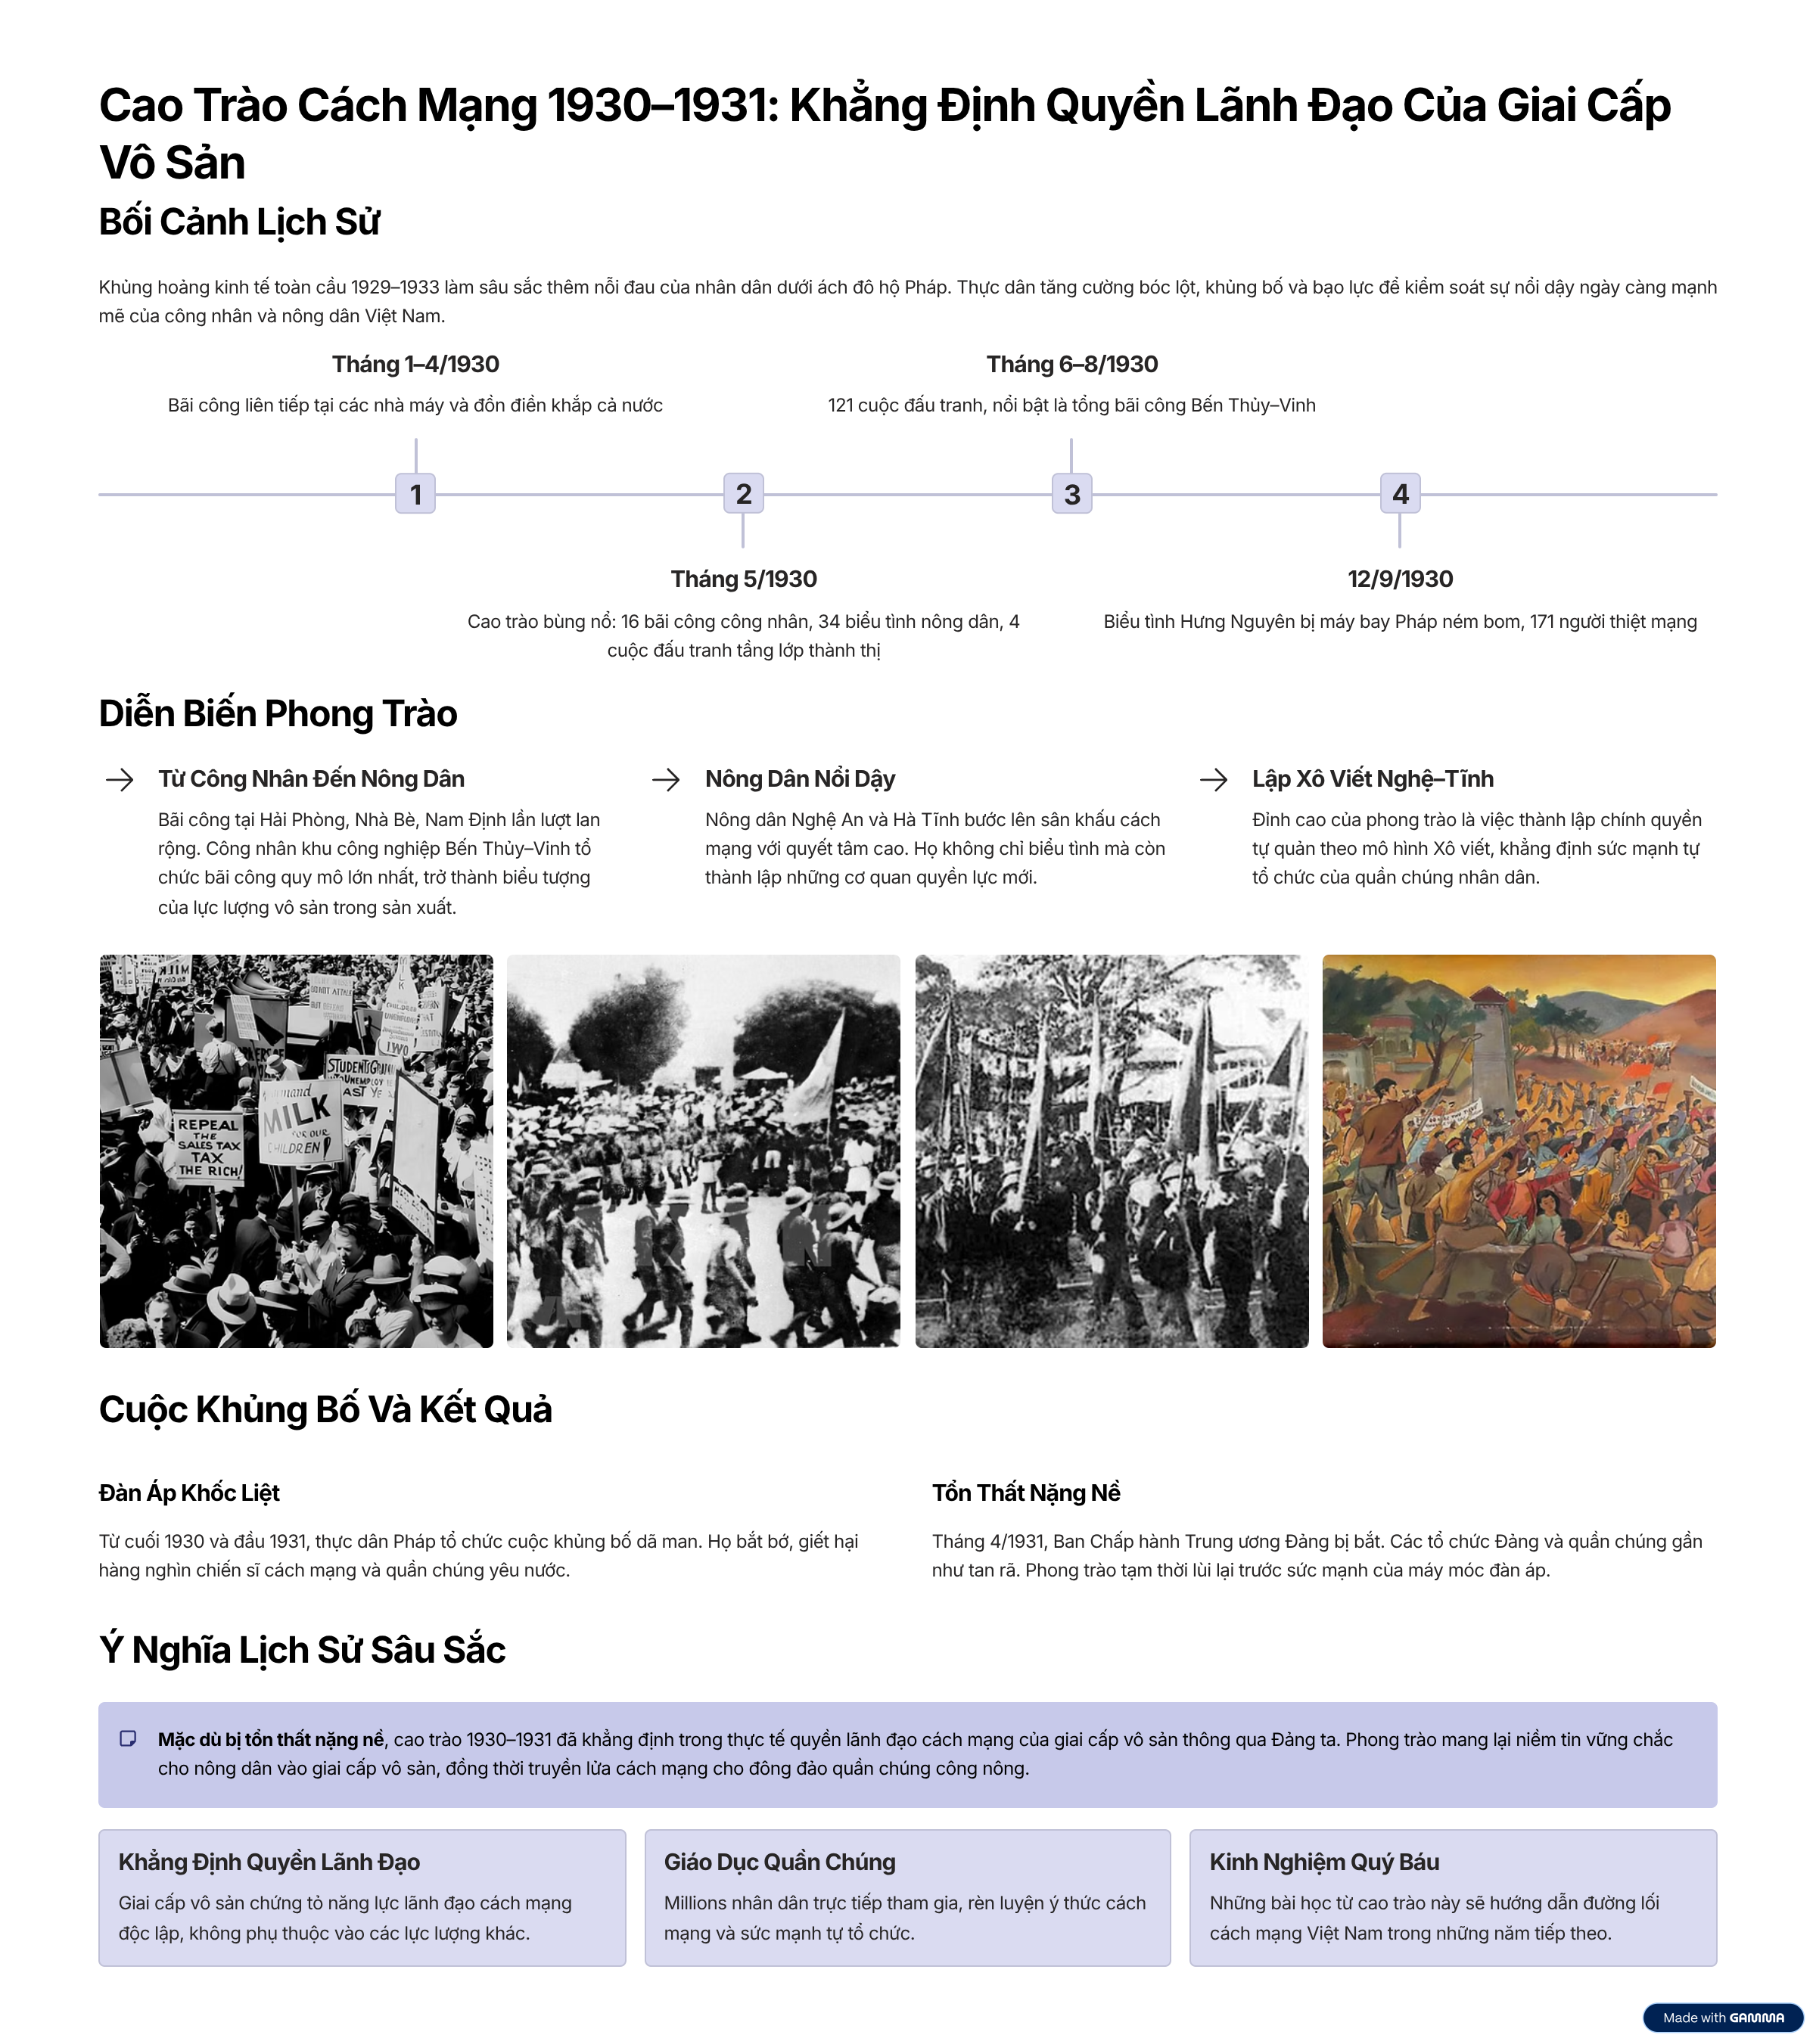 Cao Trào Cách Mạng 1930–1931: Khẳng Định Quyền Lãnh Đạo Của Giai Cấp
Vô Sản
Bối Cảnh Lịch Sử
Khủng hoảng kinh tế toàn cầu 1929–1933 làm sâu sắc thêm nỗi đau của nhân dân dưới ách đô hộ Pháp. Thực dân tăng cường bóc lột, khủng bố và bạo lực để kiểm soát sự nổi dậy ngày càng mạnh
mẽ của công nhân và nông dân Việt Nam.
Tháng 1–4/1930
Bãi công liên tiếp tại các nhà máy và đồn điền khắp cả nước
Tháng 6–8/1930
121 cuộc đấu tranh, nổi bật là tổng bãi công Bến Thủy–Vinh
1
2
3
4
Tháng 5/1930
Cao trào bùng nổ: 16 bãi công công nhân, 34 biểu tình nông dân, 4
cuộc đấu tranh tầng lớp thành thị
12/9/1930
Biểu tình Hưng Nguyên bị máy bay Pháp ném bom, 171 người thiệt mạng
Diễn Biến Phong Trào
Từ Công Nhân Đến Nông Dân
Bãi công tại Hải Phòng, Nhà Bè, Nam Định lần lượt lan
rộng. Công nhân khu công nghiệp Bến Thủy–Vinh tổ
chức bãi công quy mô lớn nhất, trở thành biểu tượng
của lực lượng vô sản trong sản xuất.
Nông Dân Nổi Dậy
Nông dân Nghệ An và Hà Tĩnh bước lên sân khấu cách
mạng với quyết tâm cao. Họ không chỉ biểu tình mà còn
thành lập những cơ quan quyền lực mới.
Lập Xô Viết Nghệ–Tĩnh
Đỉnh cao của phong trào là việc thành lập chính quyền
tự quản theo mô hình Xô viết, khẳng định sức mạnh tự
tổ chức của quần chúng nhân dân.
REPEAL
THE
SALES TAX
TAX
THE RICH!
MILK
FOR OUR
CHILDREN!
STUDENTS
IWO
Cuộc Khủng Bố Và Kết Quả
Đàn Áp Khốc Liệt
Từ cuối 1930 và đầu 1931, thực dân Pháp tổ chức cuộc khủng bố dã man. Họ bắt bớ, giết hại
hàng nghìn chiến sĩ cách mạng và quần chúng yêu nước.
Tổn Thất Nặng Nề
Tháng 4/1931, Ban Chấp hành Trung ương Đảng bị bắt. Các tổ chức Đảng và quần chúng gần
như tan rã. Phong trào tạm thời lùi lại trước sức mạnh của máy móc đàn áp.
Ý Nghĩa Lịch Sử Sâu Sắc
Mặc dù bị tổn thất nặng nề, cao trào 1930–1931 đã khẳng định trong thực tế quyền lãnh đạo cách mạng của giai cấp vô sản thông qua Đảng ta. Phong trào mang lại niềm tin vững chắc
cho nông dân vào giai cấp vô sản, đồng thời truyền lửa cách mạng cho đông đảo quần chúng công nông.
Khẳng Định Quyền Lãnh Đạo
Giai cấp vô sản chứng tỏ năng lực lãnh đạo cách mạng
độc lập, không phụ thuộc vào các lực lượng khác.
Giáo Dục Quần Chúng
Millions nhân dân trực tiếp tham gia, rèn luyện ý thức cách
mạng và sức mạnh tự tổ chức.
Kinh Nghiệm Quý Báu
Những bài học từ cao trào này sẽ hướng dẫn đường lối
cách mạng Việt Nam trong những năm tiếp theo.
Made with GAMMA